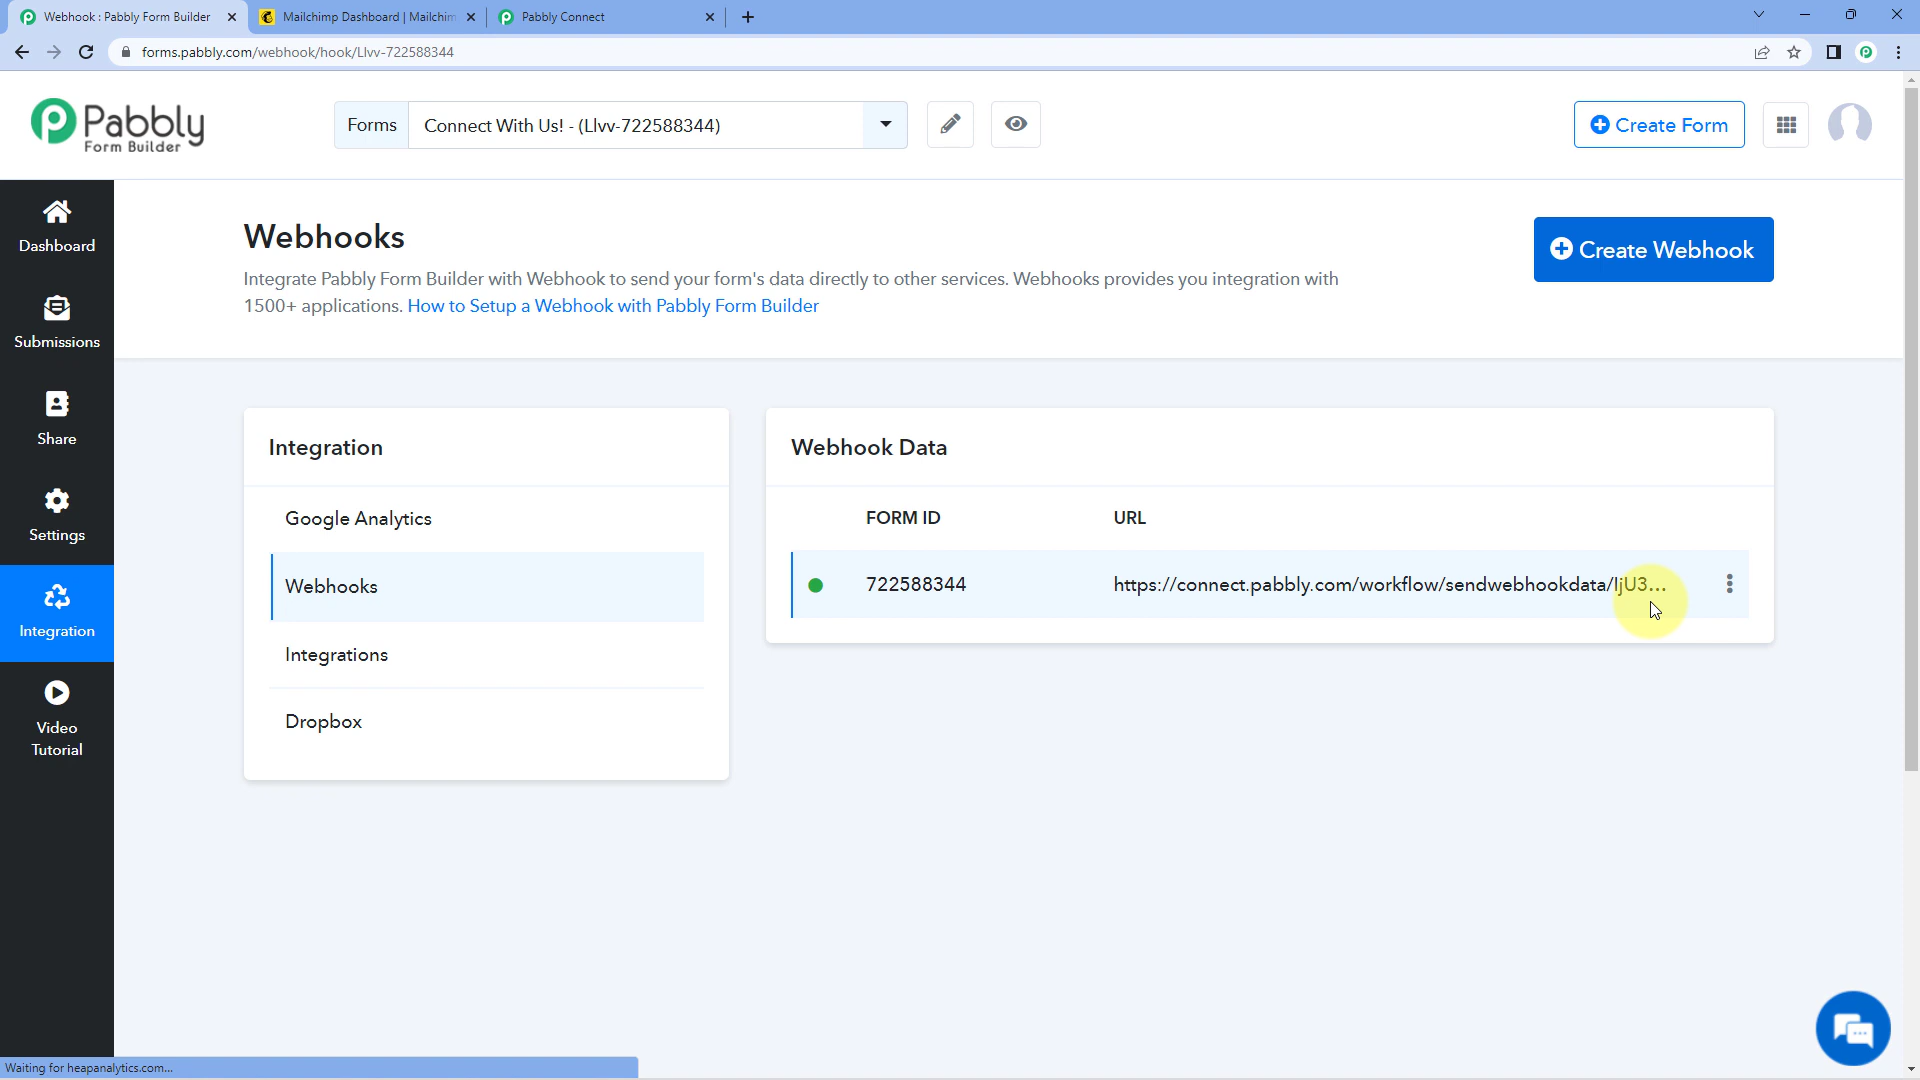 Webhook : Pabbly Form Builder
Mailchimp Dashboard | Mailchim
Pabbly Connect
forms.pabbly.com/webhook/hook/Llvv-722588344
Pabbly
Form Builder
Forms
Connect With Us! - (Llvv-722588344)
Create Form
Dashboard
Submissions
Share
Settings
Integration
Video
Tutorial
Webhooks
Integrate Pabbly Form Builder with Webhook to send your form's data directly to other services. Webhooks provides you integration with
1500+ applications. How to Setup a Webhook with Pabbly Form Builder
Create Webhook
Integration
Google Analytics
Webhooks
Integrations
Dropbox
Webhook Data
FORM ID URL
722588344 https://connect.pabbly.com/workflow/sendwebhookdata/IjU3...
Waiting for heapanalytics.com...